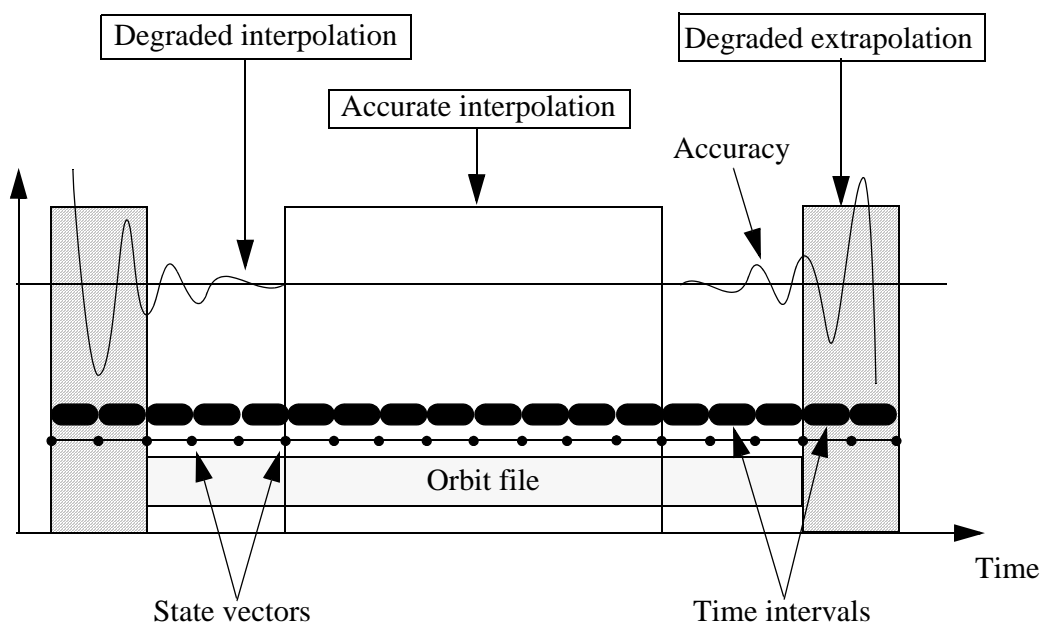 Degraded interpolation
Degraded extrapolation
Accurate interpolation
Accuracy
Orbit file
Time
State vectors
Time intervals